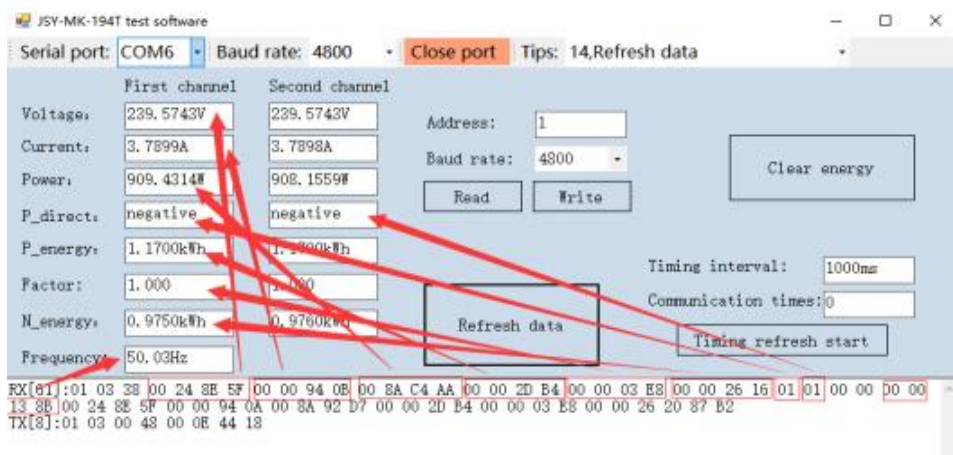 JSY-MK-194T test software
Serial port: COM6 Baud rate: 4800 Close port Tips: 14,Refresh data
First channel Second channel
Voltage: 239.5743V 239.5743V Address: 1
Current: 3.7899A 3.7898A Baud rate: 4800 Clear energy
Power: 909.4314W 908.1559W Read Write
P_direct: negative negative
P_energy: 1.1700kWh kWh Timing interval: 1000ms
Factor: 1.000 1.000 Communication times: 0
N_energy: 0.9750kWh 0.9760kWh Refresh data Timing refresh start
Frequency: 50.03Hz
RX[61]:01 03 38 00 24 8E 5F 00 00 94 0B 00 8A C4 AA 00 00 2D B4 00 00 03 E8 00 00 26 16 01 01 00 00 00 00
13 8B 00 24 8E 5F 00 00 94 0A 00 8A 92 D7 00 00 2D B4 00 00 03 E8 00 00 26 20 87 B2
TX[8]:01 03 00 48 00 0E 44 18